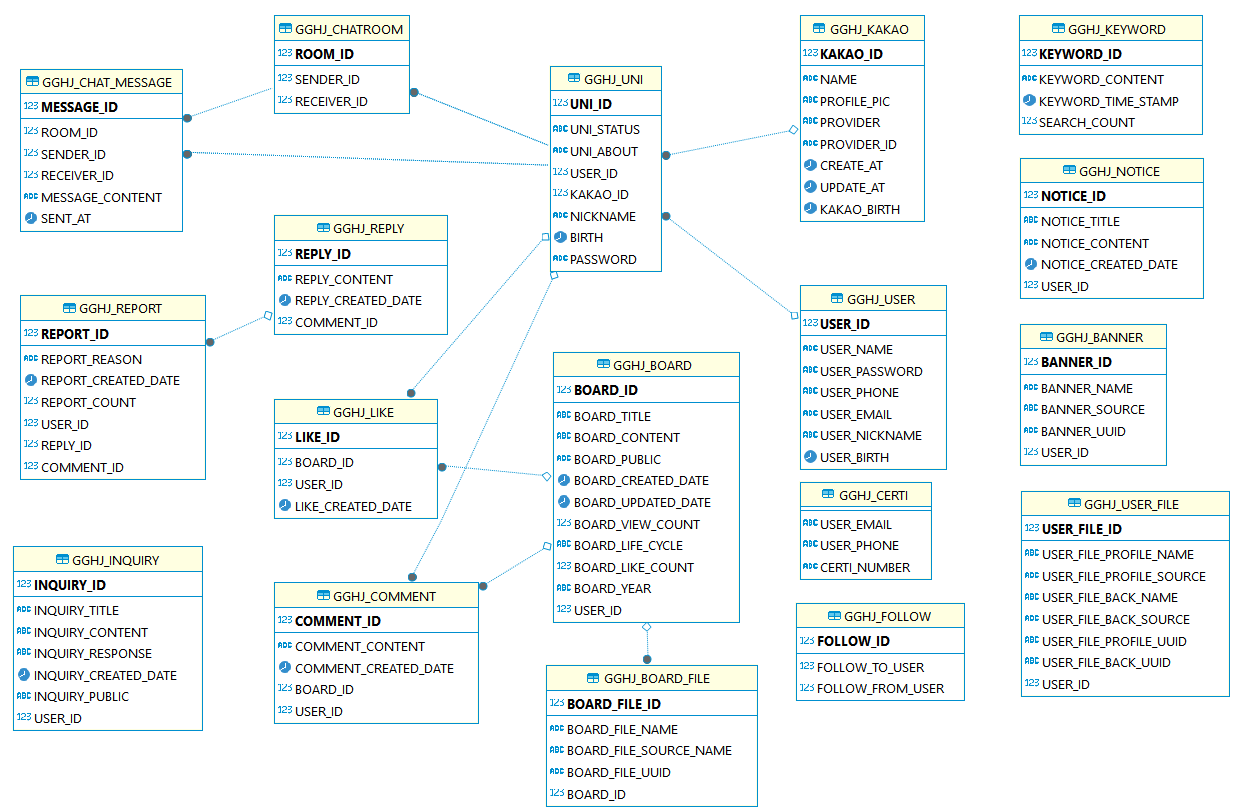 GGHJ_CHAT_MESSAGE
123 MESSAGE_ID
123 ROOM_ID
123 SENDER_ID
123 RECEIVER_ID
ABC MESSAGE_CONTENT
SENT_AT
GGHJ_CHATROOM
123 ROOM_ID
123 SENDER_ID
123 RECEIVER_ID
GGHJ_UNI
123 UNI_ID
ABC UNI_STATUS
ABC UNI_ABOUT
123 USER_ID
123 KAKAO_ID
ABC NICKNAME
BIRTH
ABC PASSWORD
GGHJ_KAKAO
123 KAKAO_ID
ABC NAME
ABC PROFILE_PIC
ABC PROVIDER
ABC PROVIDER_ID
CREATE_AT
UPDATE_AT
KAKAO_BIRTH
GGHJ_KEYWORD
123 KEYWORD_ID
ABC KEYWORD_CONTENT
KEYWORD_TIME_STAMP
123 SEARCH_COUNT
GGHJ_NOTICE
123 NOTICE_ID
ABC NOTICE_TITLE
ABC NOTICE_CONTENT
NOTICE_CREATED_DATE
123 USER_ID
GGHJ_REPLY
123 REPLY_ID
ABC REPLY_CONTENT
REPLY_CREATED_DATE
123 COMMENT_ID
GGHJ_REPORT
123 REPORT_ID
ABC REPORT_REASON
REPORT_CREATED_DATE
123 REPORT_COUNT
123 USER_ID
123 REPLY_ID
123 COMMENT_ID
GGHJ_USER
123 USER_ID
ABC USER_NAME
ABC USER_PASSWORD
ABC USER_PHONE
ABC USER_EMAIL
ABC USER_NICKNAME
USER_BIRTH
GGHJ_BANNER
123 BANNER_ID
ABC BANNER_NAME
ABC BANNER_SOURCE
ABC BANNER_UUID
123 USER_ID
GGHJ_LIKE
123 LIKE_ID
123 BOARD_ID
123 USER_ID
LIKE_CREATED_DATE
GGHJ_BOARD
123 BOARD_ID
ABC BOARD_TITLE
ABC BOARD_CONTENT
ABC BOARD_PUBLIC
BOARD_CREATED_DATE
BOARD_UPDATED_DATE
123 BOARD_VIEW_COUNT
ABC BOARD_LIFE_CYCLE
123 BOARD_LIKE_COUNT
ABC BOARD_YEAR
123 USER_ID
GGHJ_CERTI
ABC USER_EMAIL
ABC USER_PHONE
ABC CERTI_NUMBER
GGHJ_USER_FILE
123 USER_FILE_ID
ABC USER_FILE_PROFILE_NAME
ABC USER_FILE_PROFILE_SOURCE
ABC USER_FILE_BACK_NAME
ABC USER_FILE_BACK_SOURCE
ABC USER_FILE_PROFILE_UUID
ABC USER_FILE_BACK_UUID
123 USER_ID
GGHJ_INQUIRY
123 INQUIRY_ID
ABC INQUIRY_TITLE
ABC INQUIRY_CONTENT
ABC INQUIRY_RESPONSE
INQUIRY_CREATED_DATE
ABC INQUIRY_PUBLIC
123 USER_ID
GGHJ_COMMENT
123 COMMENT_ID
ABC COMMENT_CONTENT
COMMENT_CREATED_DATE
123 BOARD_ID
123 USER_ID
GGHJ_BOARD_FILE
123 BOARD_FILE_ID
ABC BOARD_FILE_NAME
ABC BOARD_FILE_SOURCE_NAME
ABC BOARD_FILE_UUID
123 BOARD_ID
GGHJ_FOLLOW
123 FOLLOW_ID
123 FOLLOW_TO_USER
123 FOLLOW_FROM_USER